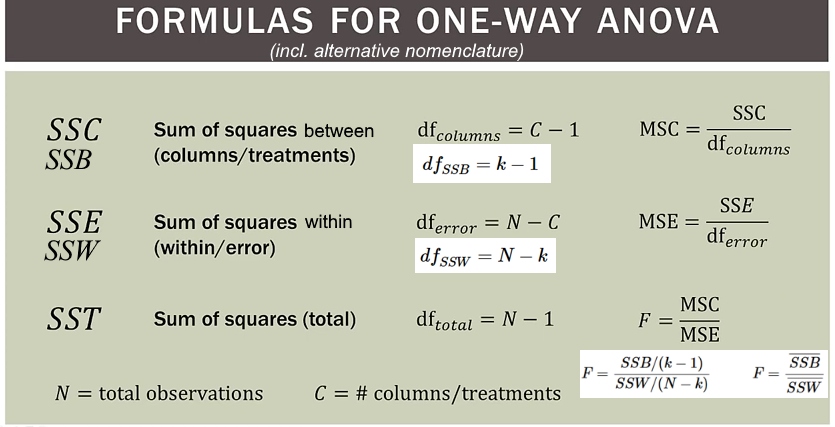 FORMULAS FOR ONE-WAY ANOVA
(incl. alternative nomenclature)
SSC Sum of squares between df_columns = C − 1 MSC = SSC / df_columns
SSB (columns/treatments) df_SSB = k − 1
SSE Sum of squares within df_error = N − C MSE = SSE / df_error
SSW (within/error) df_SSW = N − k
SST Sum of squares (total) df_total = N − 1 F = MSC / MSE
F = SSB/(k − 1) / SSW/(N − k) F = S̅S̅B̅ / S̅S̅W̅
N = total observations C = # columns/treatments